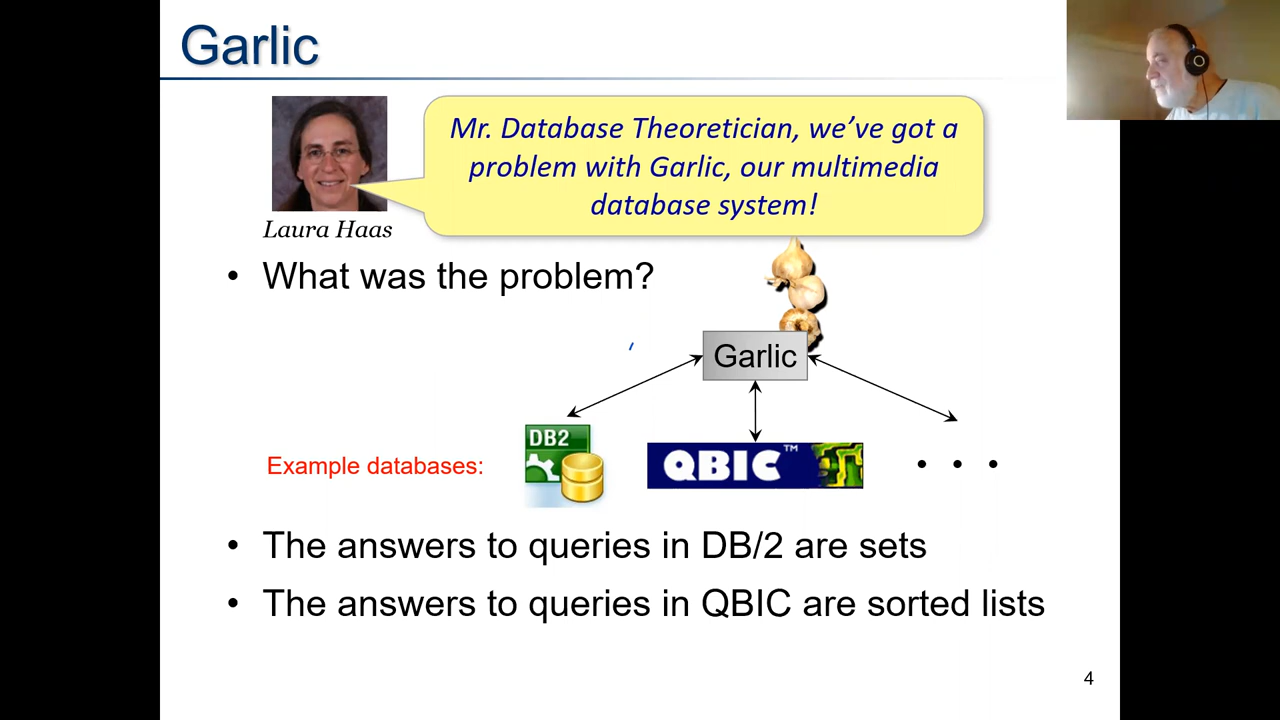 Garlic
Mr. Database Theoretician, we've got a
problem with Garlic, our multimedia
database system!
Laura Haas
• What was the problem?
Garlic
DB2
QBIC™
Example databases:
• • •
• The answers to queries in DB/2 are sets
• The answers to queries in QBIC are sorted lists
4